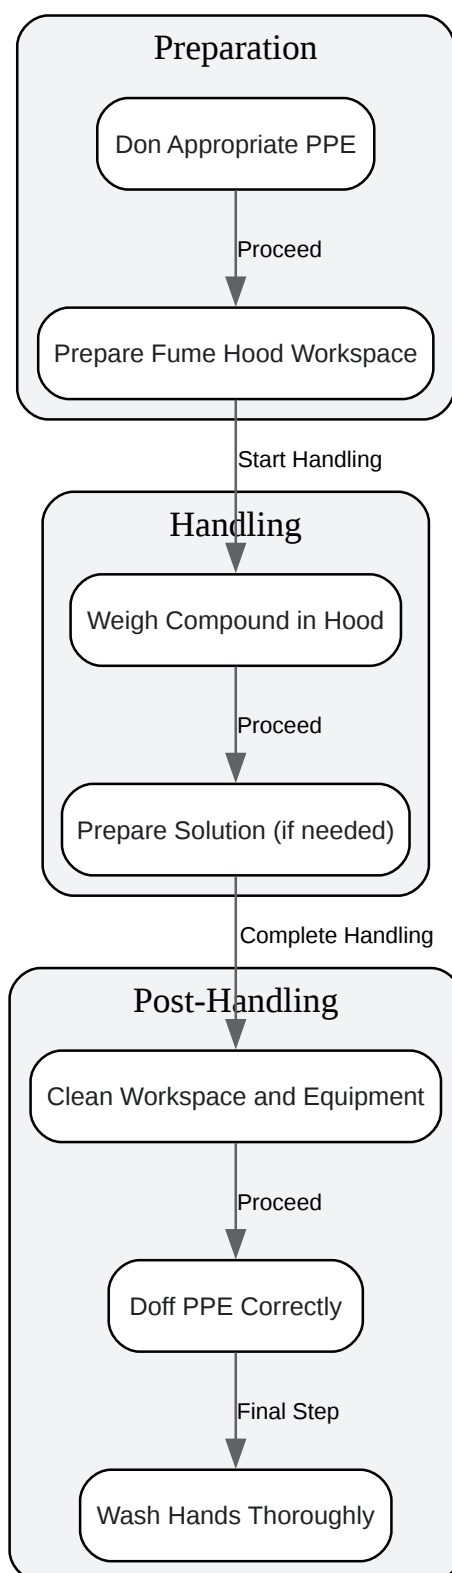 Preparation
Don Appropriate PPE
Proceed
Prepare Fume Hood Workspace
Start Handling
Handling
Weigh Compound in Hood
Proceed
Prepare Solution (if needed)
Complete Handling
Post-Handling
Clean Workspace and Equipment
Proceed
Doff PPE Correctly
Final Step
Wash Hands Thoroughly